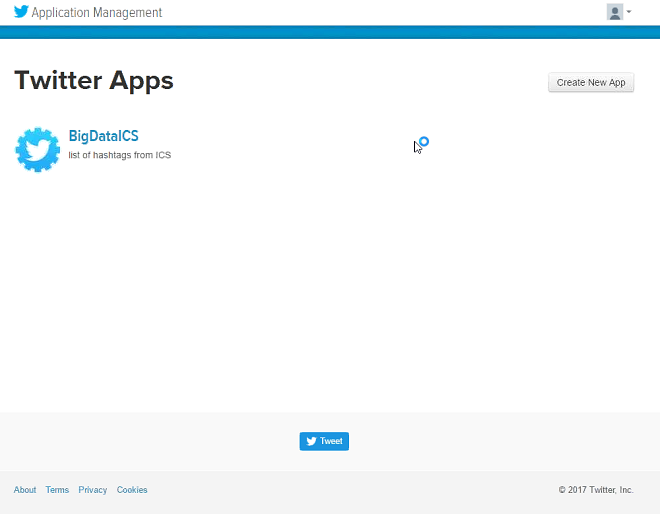 Application Management
Twitter Apps
Create New App
BigDataICS
list of hashtags from ICS
Tweet
About Terms Privacy Cookies © 2017 Twitter, Inc.